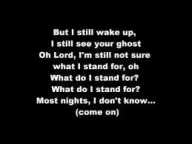 But I still wake up,
I still see your ghost
Oh Lord, I'm still not sure
what I stand for, oh
What do I stand for?
What do I stand for?
Most nights, I don't know...
(come on)